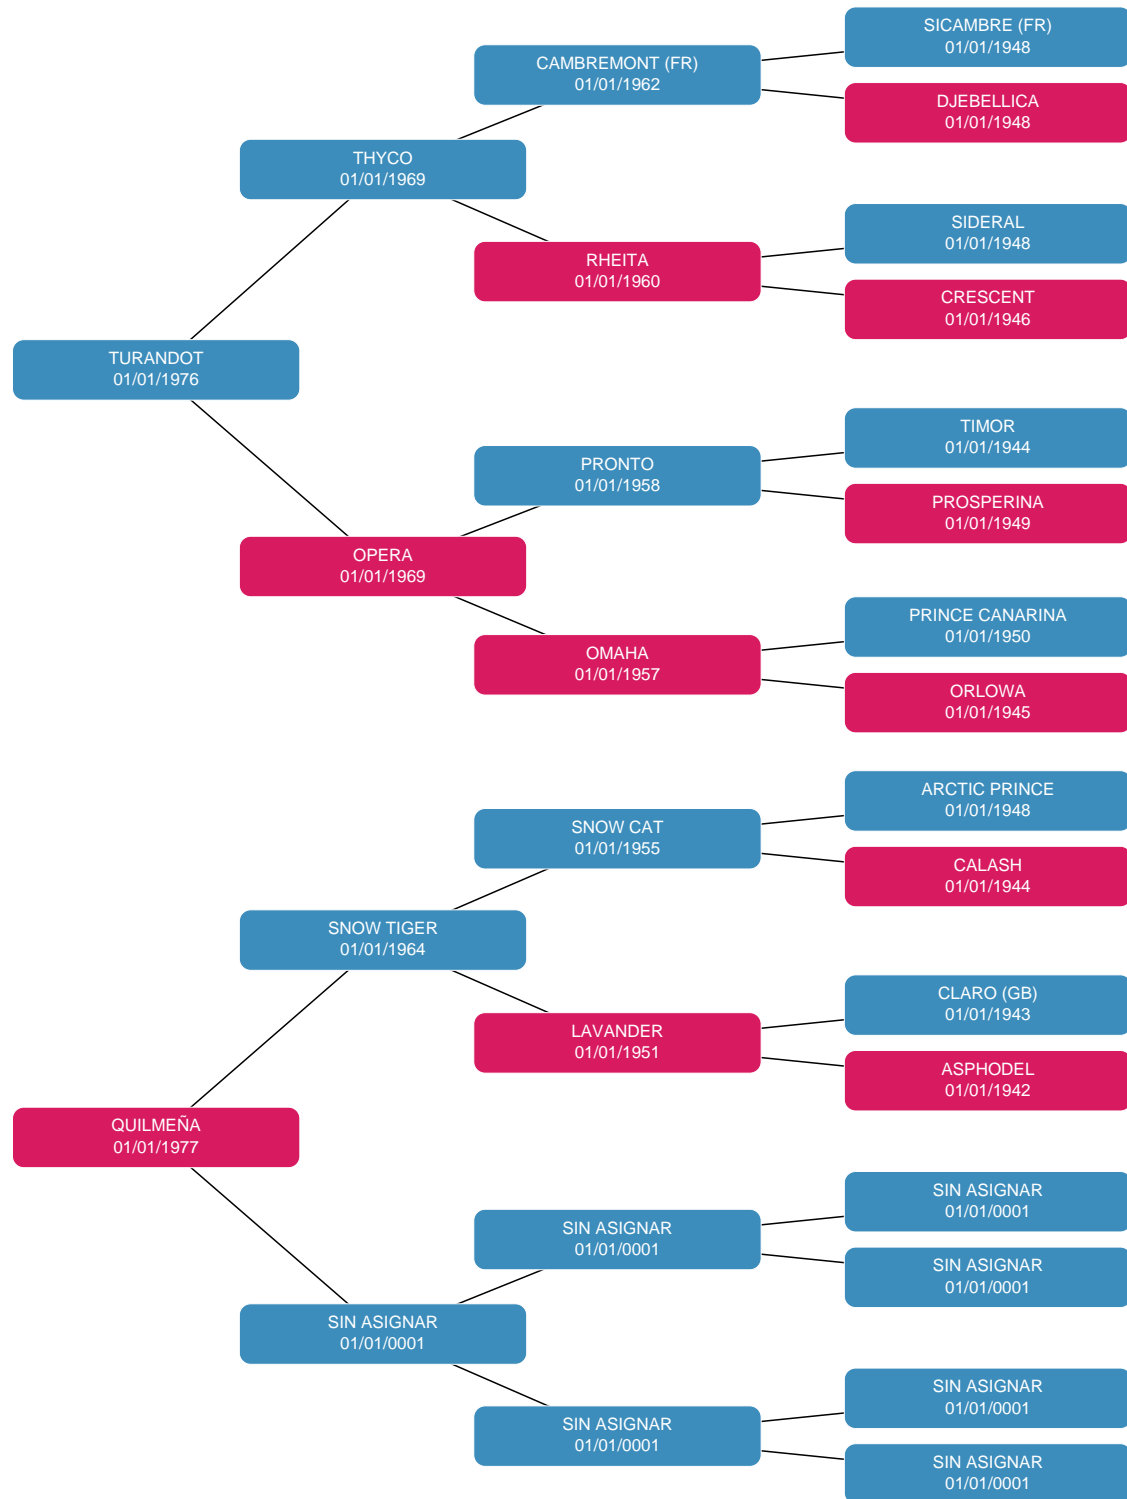 SICAMBRE (FR)
01/01/1948
CAMBREMONT (FR)
01/01/1962
DJEBELLICA
01/01/1948
THYCO
01/01/1969
SIDERAL
01/01/1948
RHEITA
01/01/1960
CRESCENT
01/01/1946
TURANDOT
01/01/1976
TIMOR
01/01/1944
PRONTO
01/01/1958
PROSPERINA
01/01/1949
OPERA
01/01/1969
PRINCE CANARINA
01/01/1950
OMAHA
01/01/1957
ORLOWA
01/01/1945
ARCTIC PRINCE
01/01/1948
SNOW CAT
01/01/1955
CALASH
01/01/1944
SNOW TIGER
01/01/1964
CLARO (GB)
01/01/1943
LAVANDER
01/01/1951
ASPHODEL
01/01/1942
QUILMEÑA
01/01/1977
SIN ASIGNAR
01/01/0001
SIN ASIGNAR
01/01/0001
SIN ASIGNAR
01/01/0001
SIN ASIGNAR
01/01/0001
SIN ASIGNAR
01/01/0001
SIN ASIGNAR
01/01/0001
SIN ASIGNAR
01/01/0001